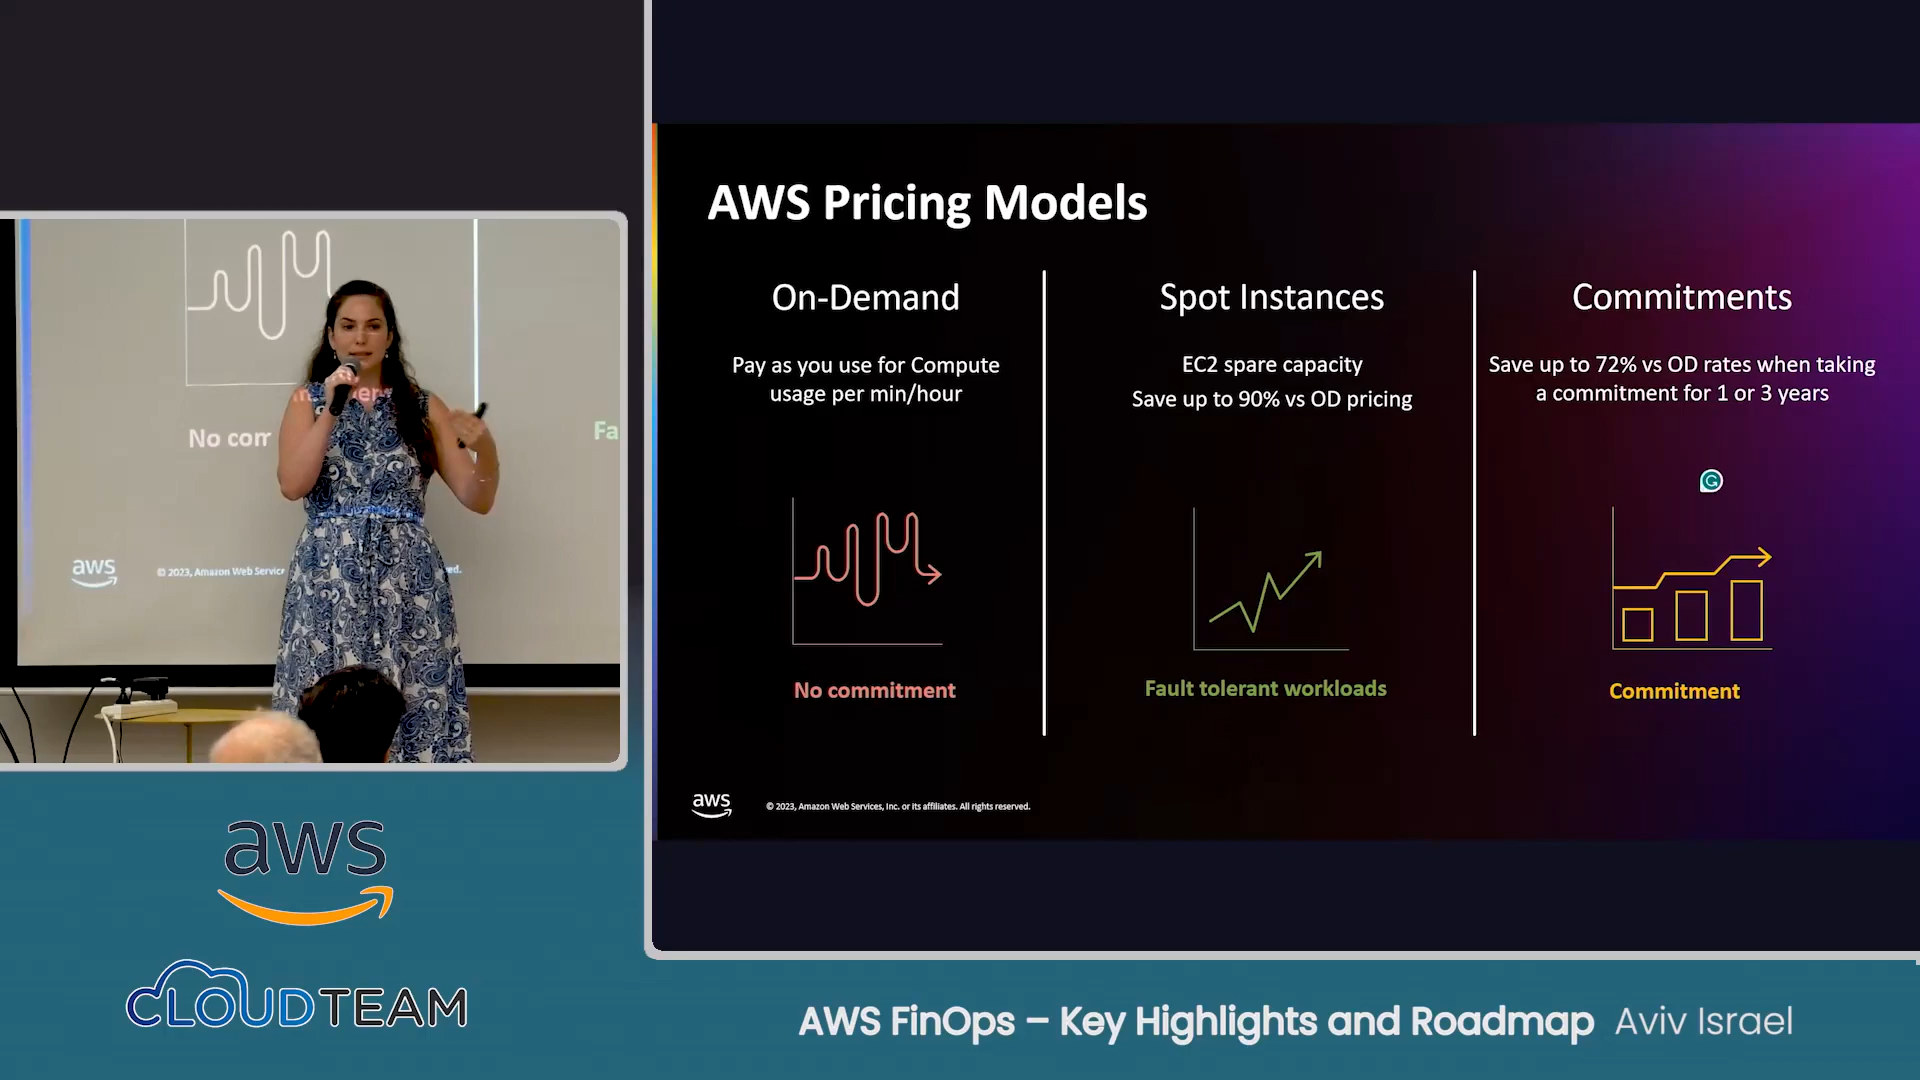 No com
Fa
aws
© 2023, Amazon Web Servic
ed.
aws
CLOUDTEAM
AWS Pricing Models
On-Demand
Pay as you use for Compute
usage per min/hour
No commitment
Spot Instances
EC2 spare capacity
Save up to 90% vs OD pricing
Fault tolerant workloads
Commitments
Save up to 72% vs OD rates when taking
a commitment for 1 or 3 years
G
Commitment
aws
© 2023, Amazon Web Services, Inc. or its affiliates. All rights reserved.
AWS FinOps – Key Highlights and Roadmap Aviv Israel